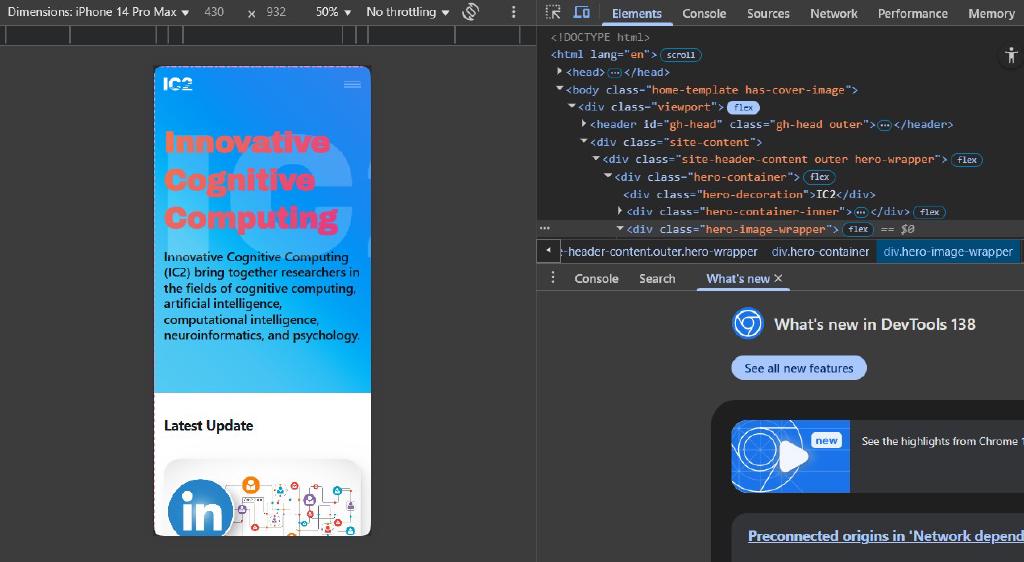 Dimensions: iPhone 14 Pro Max ▼ 430 × 932 50% ▼ No throttling ▼
Elements Console Sources Network Performance Memory
IC2
Innovative
Cognitive
Computing
IC2
Innovative Cognitive Computing
(IC2) bring together researchers in
the fields of cognitive computing,
artificial intelligence,
computational intelligence,
neuroinformatics, and psychology.
Latest Update
in
<!DOCTYPE html>
<html lang="en"> scroll
▶<head>…</head>
▼<body class="home-template has-cover-image">
▼<div class="viewport"> flex
▶<header id="gh-head" class="gh-head outer">…</header>
▼<div class="site-content">
▼<div class="site-header-content outer hero-wrapper"> flex
▼<div class="hero-container"> flex
<div class="hero-decoration">IC2</div>
▶<div class="hero-container-inner">…</div> flex
… ▼<div class="hero-image-wrapper"> flex == $0
-header-content.outer.hero-wrapper div.hero-container div.hero-image-wrapper
Console Search What's new ×
What's new in DevTools 138
See all new features
new
See the highlights from Chrome 1
Preconnected origins in 'Network depend